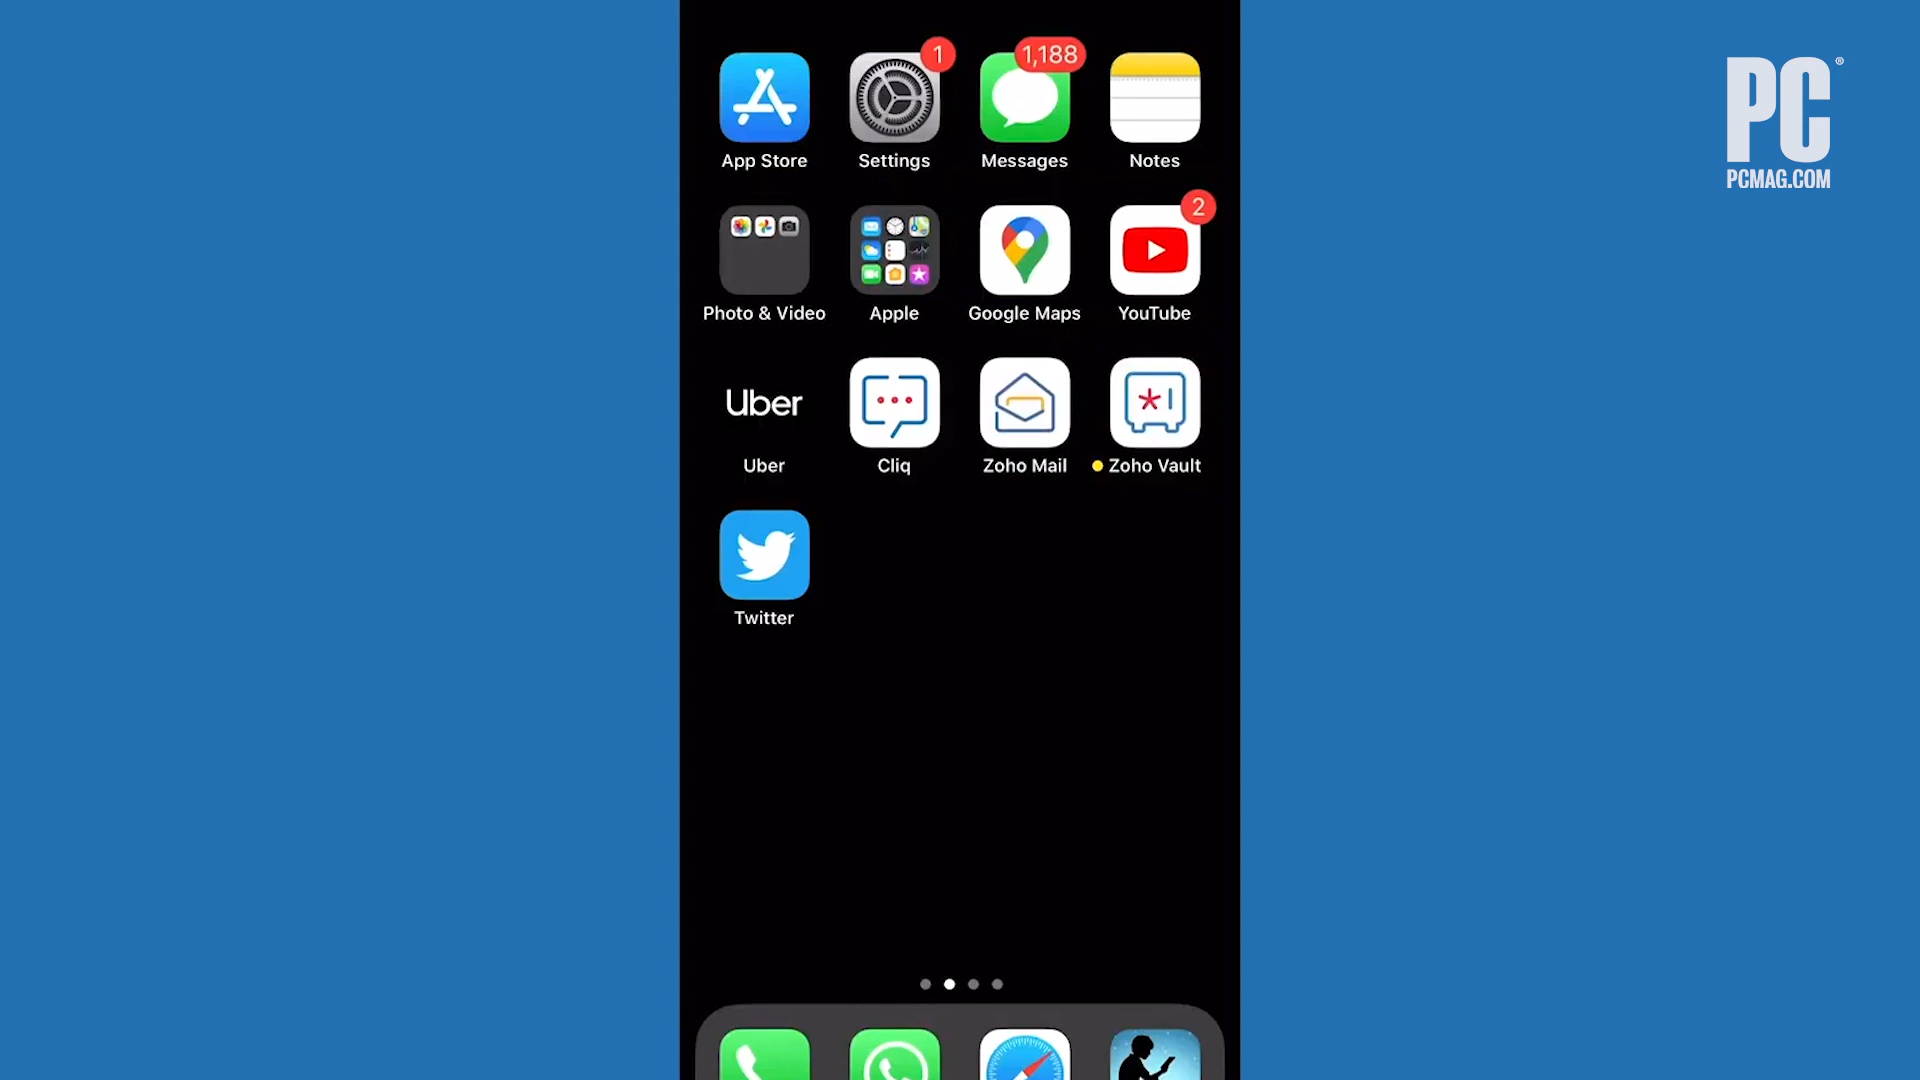 1
1,188
App Store
Settings
Messages
Notes
2
Photo & Video
Apple
Google Maps
YouTube
Uber
Uber
Cliq
Zoho Mail
Zoho Vault
Twitter
PC®
PCMAG.COM